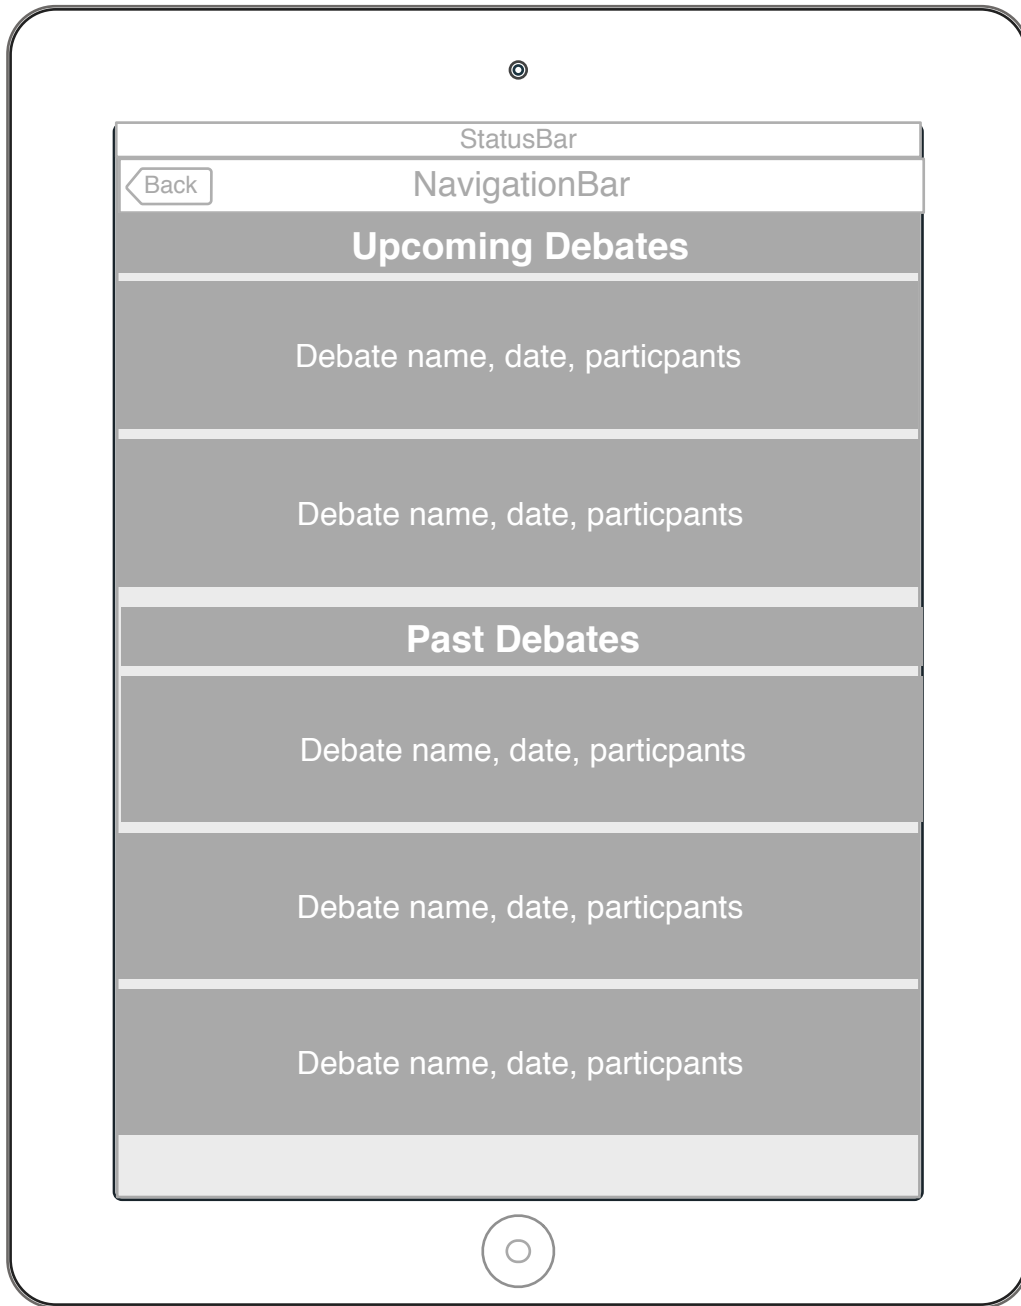 StatusBar
Back
NavigationBar
Upcoming Debates
Debate name, date, particpants
Debate name, date, particpants
Past Debates
Debate name, date, particpants
Debate name, date, particpants
Debate name, date, particpants